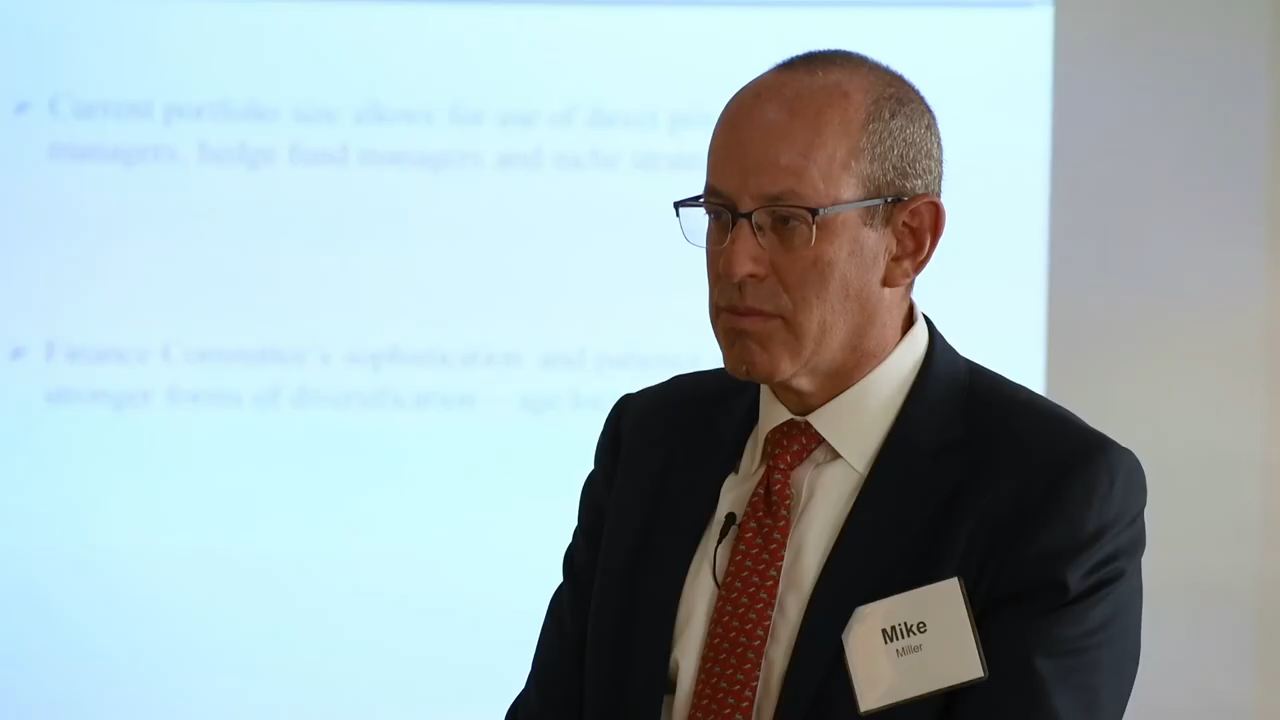 Current portfolio size allows for use of direct
managers, hedge fund managers and niche
Finance Committee's sophistication and
stronger forms of diversification –
Mike
Miller